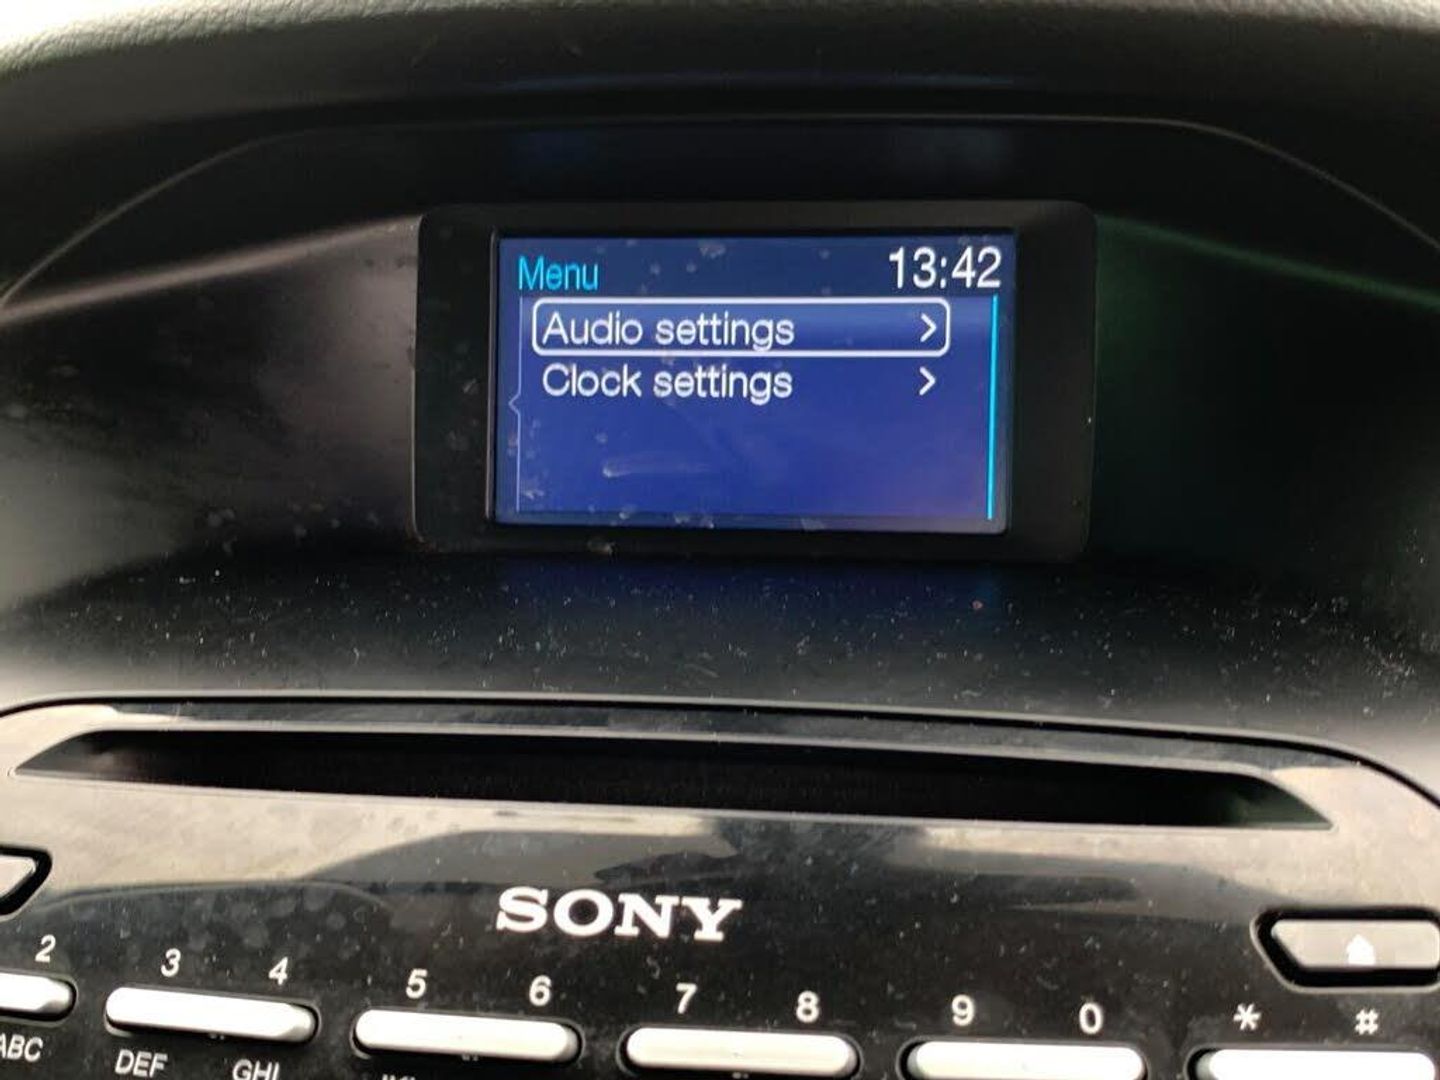 Menu 13:42
Audio settings >
Clock settings >
SONY
2 3 4 5 6 7 8 9 0 * #
ABC DEF GHI